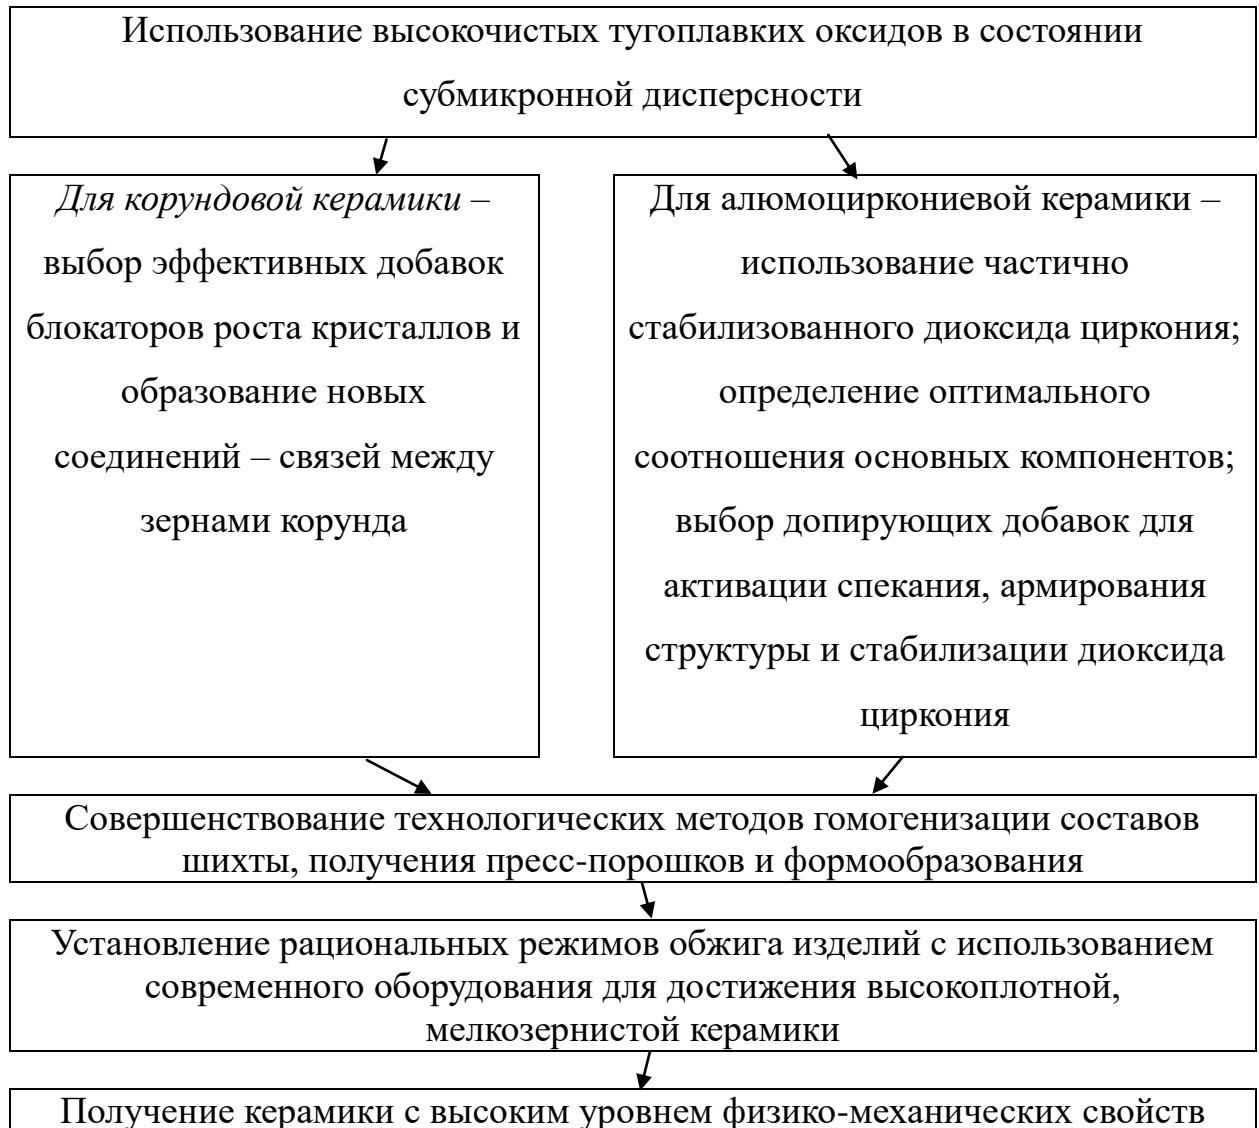 Использование высокочистых тугоплавких оксидов в состоянии
субмикронной дисперсности
Для корундовой керамики –
выбор эффективных добавок
блокаторов роста кристаллов и
образование новых
соединений – связей между
зернами корунда
Для алюмоциркониевой керамики –
использование частично
стабилизованного диоксида циркония;
определение оптимального
соотношения основных компонентов;
выбор допирующих добавок для
активации спекания, армирования
структуры и стабилизации диоксида
циркония
Совершенствование технологических методов гомогенизации составов
шихты, получения пресс-порошков и формообразования
Установление рациональных режимов обжига изделий с использованием
современного оборудования для достижения высокоплотной,
мелкозернистой керамики
Получение керамики с высоким уровнем физико-механических свойств